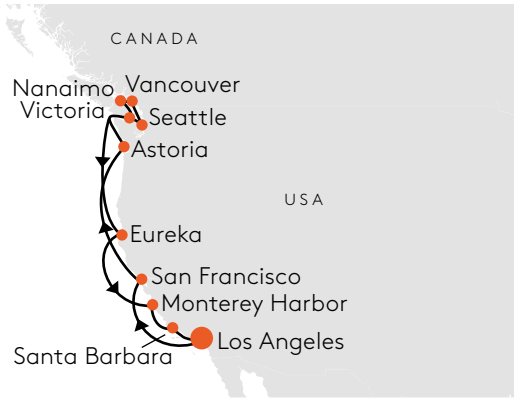 CANADA
Nanaimo Vancouver
Victoria Seattle
Astoria
USA
Eureka
San Francisco
Monterey Harbor
Los Angeles
Santa Barbara